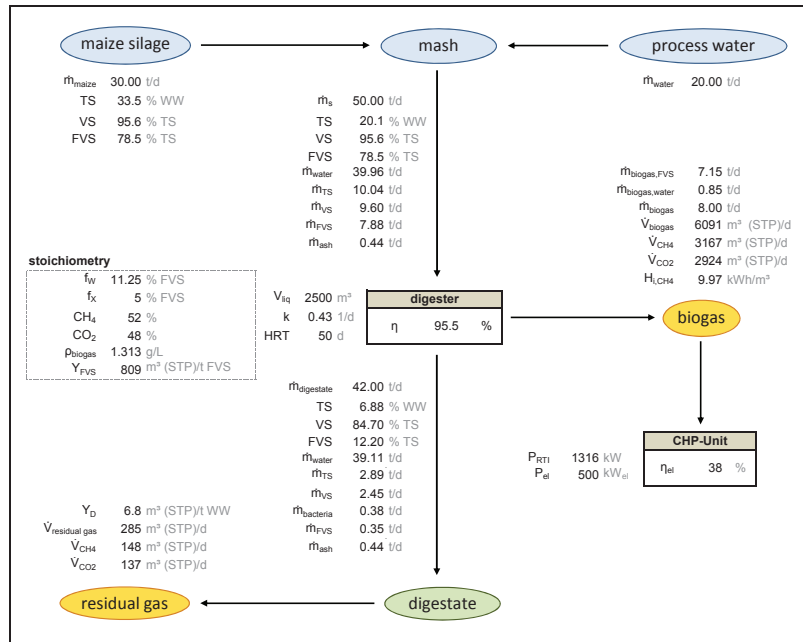 maize silage
mash
process water
ṁmaize 30.00 t/d
TS 33.5 % WW
VS 95.6 % TS
FVS 78.5 % TS
ṁs 50.00 t/d
TS 20.1 % WW
VS 95.6 % TS
FVS 78.5 % TS
ṁwater 39.96 t/d
ṁTS 10.04 t/d
ṁVS 9.60 t/d
ṁFVS 7.88 t/d
ṁash 0.44 t/d
ṁwater 20.00 t/d
ṁbiogas,FVS 7.15 t/d
ṁbiogas,water 0.85 t/d
ṁbiogas 8.00 t/d
V̇biogas 6091 m³ (STP)/d
V̇CH4 3167 m³ (STP)/d
V̇CO2 2924 m³ (STP)/d
Hi,CH4 9.97 kWh/m³
stoichiometry
fW 11.25 % FVS
fX 5 % FVS
CH4 52 %
CO2 48 %
ρbiogas 1.313 g/L
YFVS 809 m³ (STP)/t FVS
Vliq 2500 m³
k 0.43 1/d
HRT 50 d
digester
η 95.5 %
biogas
ṁdigestate 42.00 t/d
TS 6.88 % WW
VS 84.70 % TS
FVS 12.20 % TS
ṁwater 39.11 t/d
ṁTS 2.89 t/d
ṁVS 2.45 t/d
ṁbacteria 0.38 t/d
ṁFVS 0.35 t/d
ṁash 0.44 t/d
PRTI 1316 kW
Pel 500 kWel
CHP-Unit
ηel 38 %
YD 6.8 m³ (STP)/t WW
V̇residual gas 285 m³ (STP)/d
V̇CH4 148 m³ (STP)/d
V̇CO2 137 m³ (STP)/d
residual gas
digestate